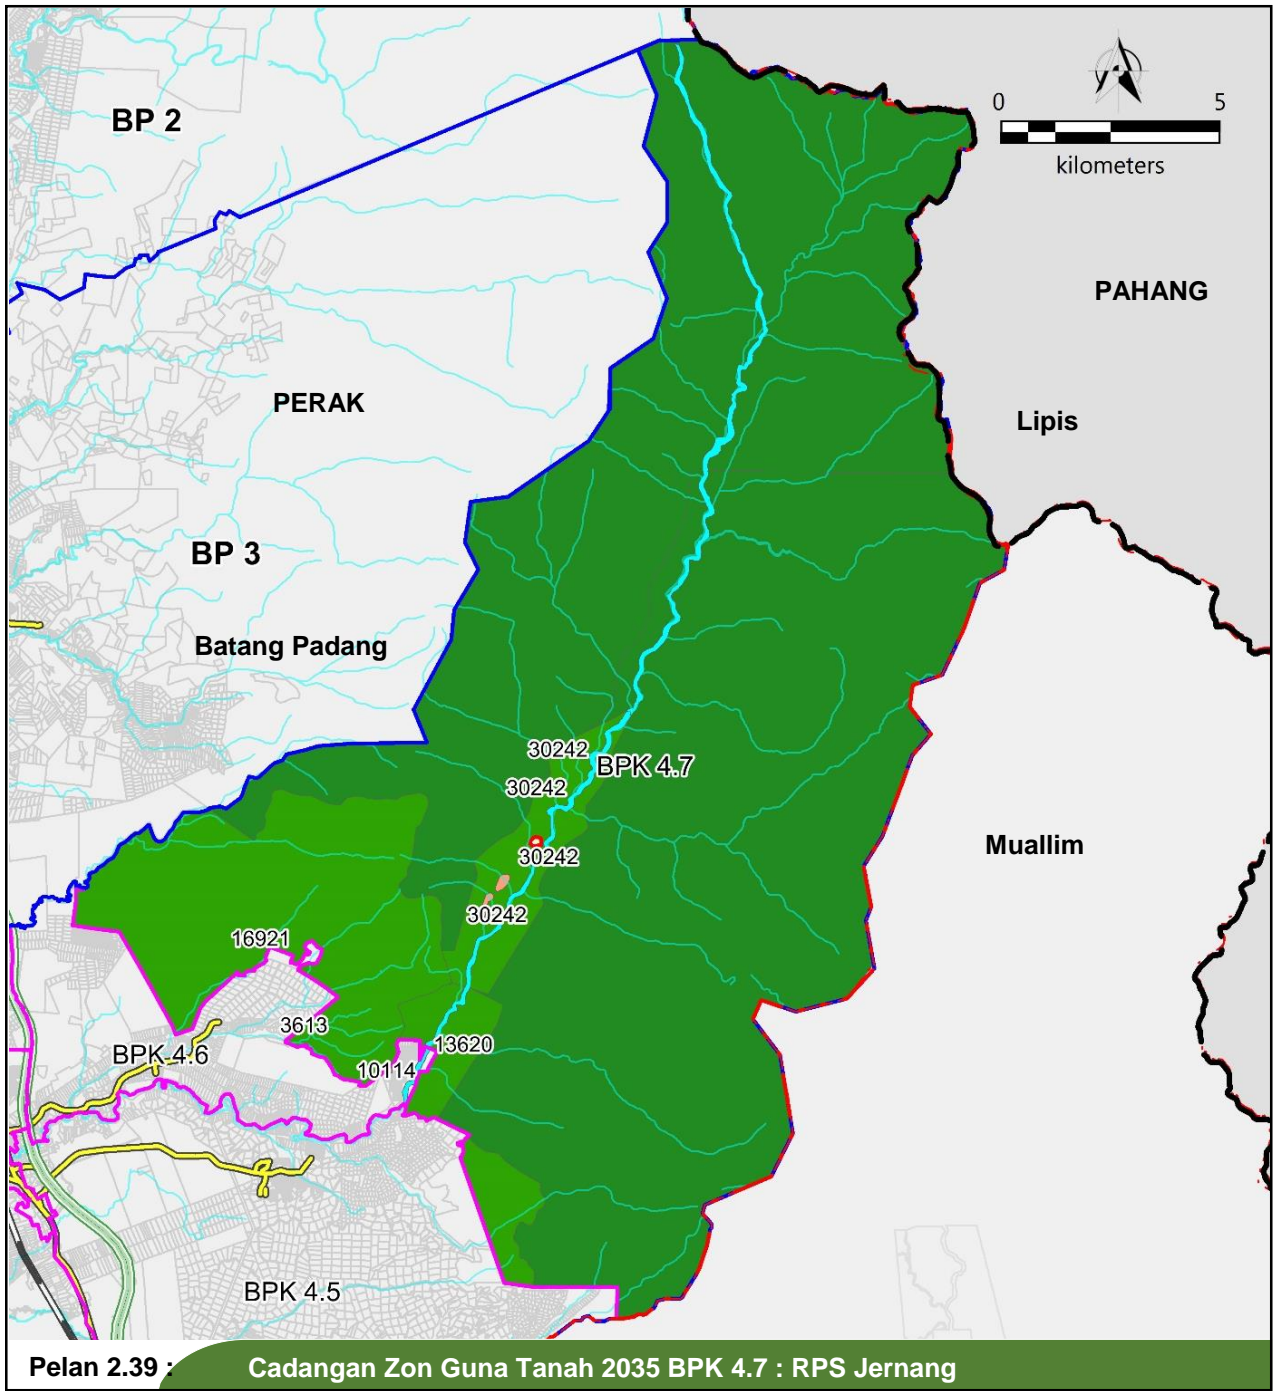 BP 2
0 5
kilometers
PAHANG
PERAK
Lipis
BP 3
Batang Padang
30242
BPK 4.7
30242
Muallim
30242
30242
16921
3613
BPK 4.6
13620
10114
BPK 4.5
Pelan 2.39 : Cadangan Zon Guna Tanah 2035 BPK 4.7 : RPS Jernang